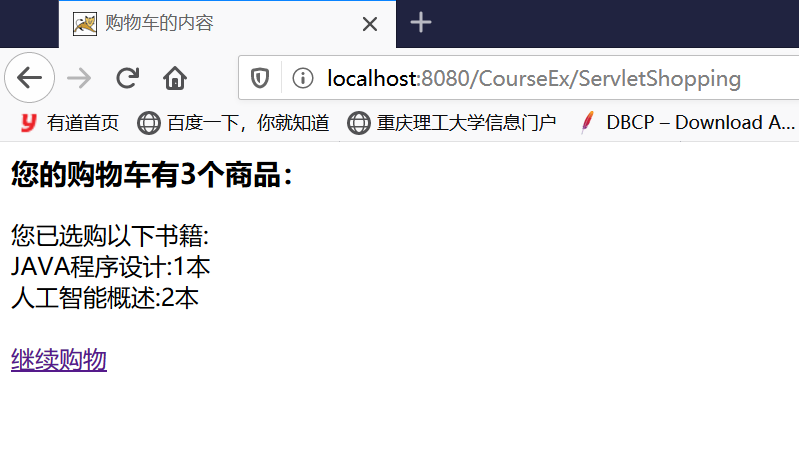 购物车的内容
localhost:8080/CourseEx/ServletShopping
有道首页 百度一下，你就知道 重庆理工大学信息门户 DBCP – Download A...
您的购物车有3个商品：
您已选购以下书籍:
JAVA程序设计:1本
人工智能概述:2本
继续购物